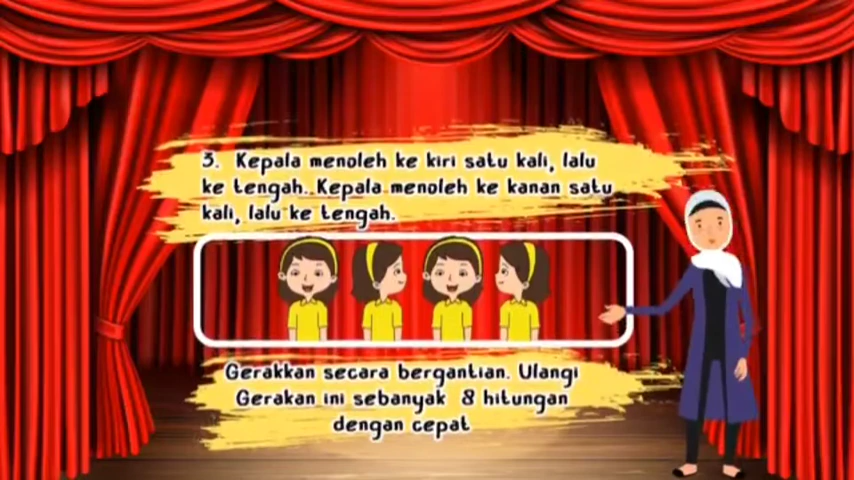 3. Kepala menoleh ke kiri satu kali, lalu
ke tengah. Kepala menoleh ke kanan satu
kali, lalu ke tengah.
Gerakkan secara bergantian. Ulangi
Gerakan ini sebanyak 8 hitungan
dengan cepat